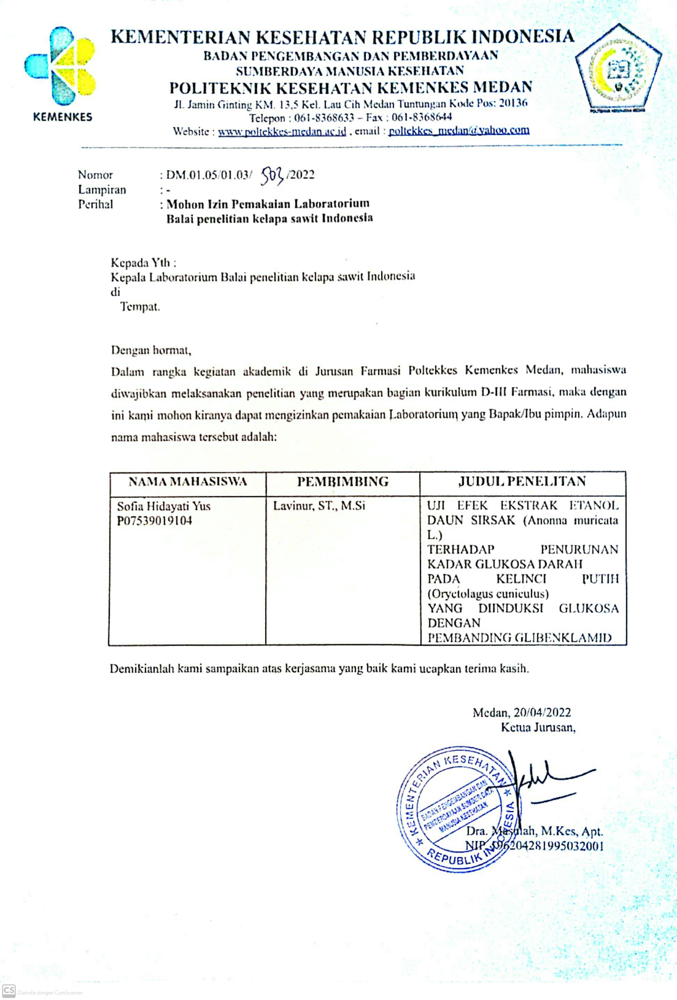 KEMENTERIAN KESEHATAN REPUBLIK INDONESIA
BADAN PENGEMBANGAN DAN PEMBERDAYAAN
SUMBERDAYA MANUSIA KESEHATAN
POLITEKNIK KESEHATAN KEMENKES MEDAN
Jl. Jamin Ginting KM. 13,5 Kel. Lau Cih Medan Tuntungan Kode Pos: 20136
Telepon : 061-8368633 – Fax : 061-8368644
Website : www.poltekkes-medan.ac.id , email : poltekkes_medan@yahoo.com
KEMENKES
Nomor : DM.01.05/01.03/ 503 /2022
Lampiran : -
Perihal : Mohon Izin Pemakaian Laboratorium
Balai penelitian kelapa sawit Indonesia
Kepada Yth :
Kepala Laboratorium Balai penelitian kelapa sawit Indonesia
di
Tempat.
Dengan hormat,
Dalam rangka kegiatan akademik di Jurusan Farmasi Poltekkes Kemenkes Medan, mahasiswa
diwajibkan melaksanakan penelitian yang merupakan bagian kurikulum D-III Farmasi, maka dengan
ini kami mohon kiranya dapat mengizinkan pemakaian Laboratorium yang Bapak/Ibu pimpin. Adapun
nama mahasiswa tersebut adalah:
NAMA MAHASISWA PEMBIMBING JUDUL PENELITAN
Sofia Hidayati Yus Lavinur, ST., M.Si UJI EFEK EKSTRAK ETANOL
P07539019104 DAUN SIRSAK (Anonna muricata
L.)
TERHADAP PENURUNAN
KADAR GLUKOSA DARAH
PADA KELINCI PUTIH
(Oryctolagus cuniculus)
YANG DIINDUKSI GLUKOSA
DENGAN
PEMBANDING GLIBENKLAMID
Demikianlah kami sampaikan atas kerjasama yang baik kami ucapkan terima kasih.
Medan, 20/04/2022
Ketua Jurusan,
KEMENTERIAN KESEHATAN
REPUBLIK INDONESIA
BADAN PENGEMBANGAN DAN
PEMBERDAYAAN SUMBER DAYA
MANUSIA KESEHATAN
Dra. Masniah, M.Kes, Apt.
NIP. 196204281995032001
CS Dipindai dengan CamScanner